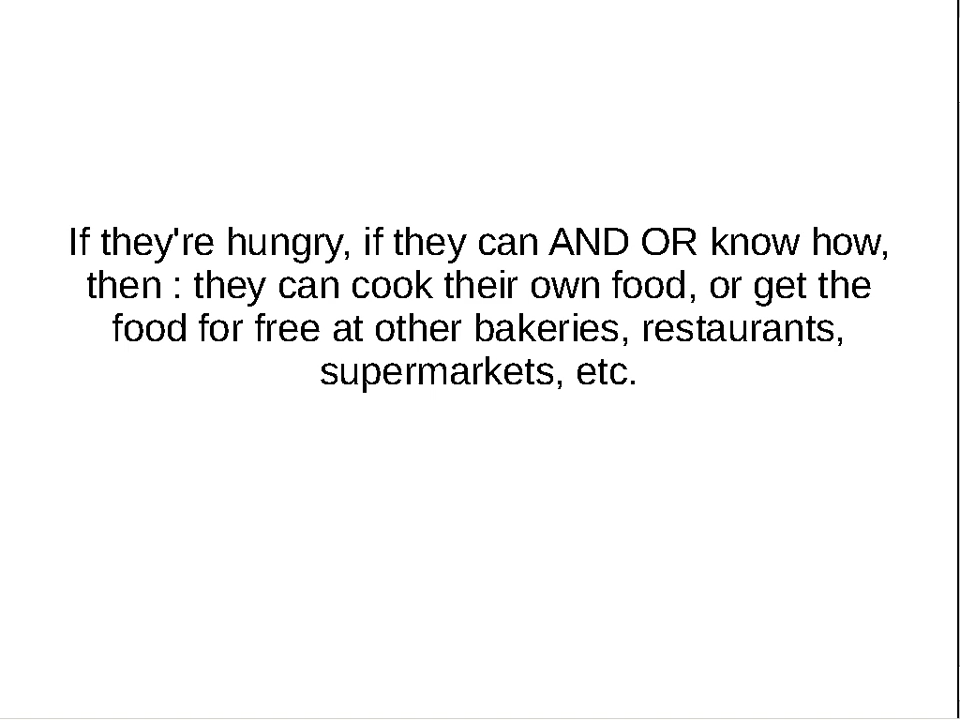 If they're hungry, if they can AND OR know how,
then : they can cook their own food, or get the
food for free at other bakeries, restaurants,
supermarkets, etc.